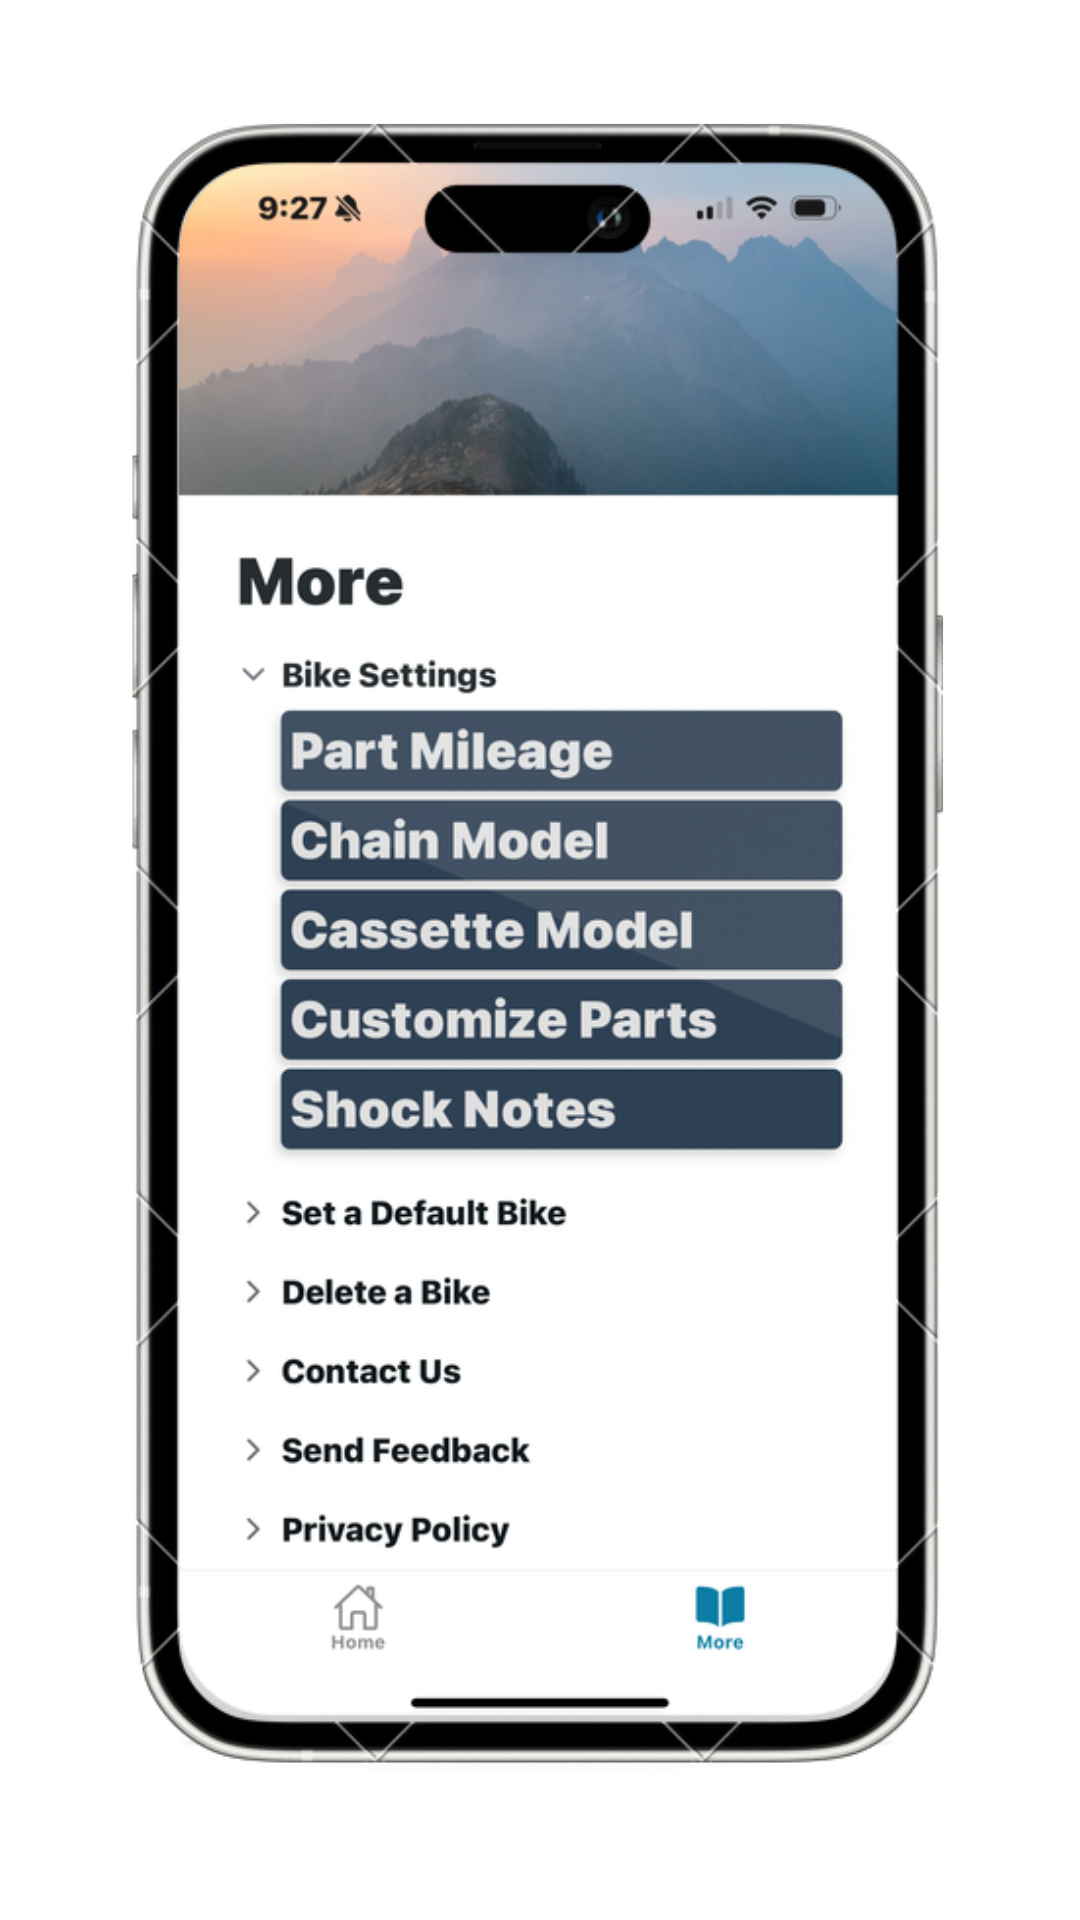 9:27
More
Bike Settings
Part Mileage
Chain Model
Cassette Model
Customize Parts
Shock Notes
Set a Default Bike
Delete a Bike
Contact Us
Send Feedback
Privacy Policy
Home
More